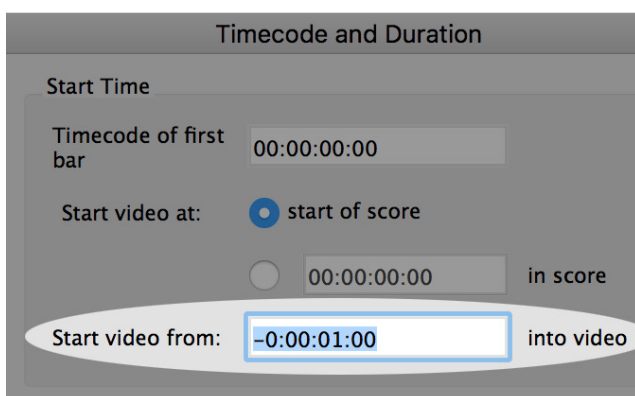 Timecode and Duration
Start Time
Timecode of first
bar
00:00:00:00
Start video at:
start of score
00:00:00:00 in score
Start video from: -0:00:01:00 into video